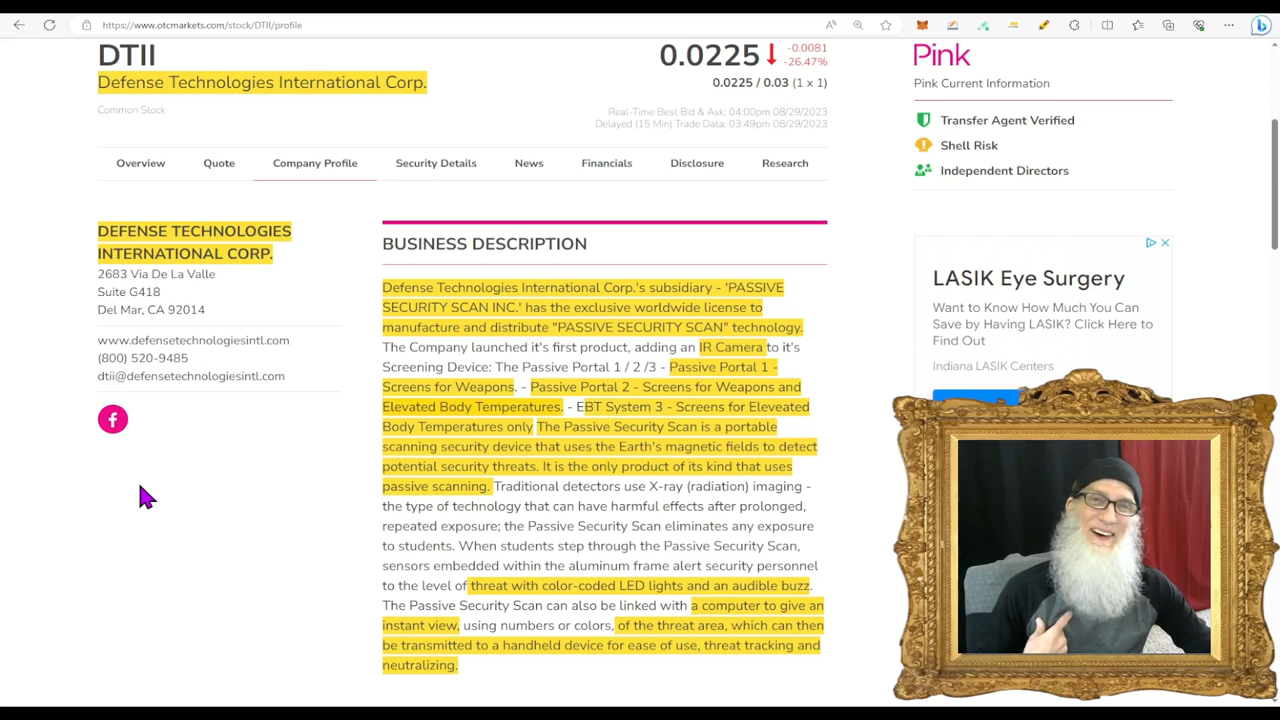 https://www.otcmarkets.com/stock/DTII/profile
DTII
0.0225
-0.0081
-26.47%
Defense Technologies International Corp.
0.0225 / 0.03 (1 x 1)
Common Stock
Real-Time Best Bid & Ask: 04:00pm 08/29/2023
Delayed (15 Min) Trade Data: 03:49pm 08/29/2023
Overview Quote Company Profile Security Details News Financials Disclosure Research
DEFENSE TECHNOLOGIES
INTERNATIONAL CORP.
2683 Via De La Valle
Suite G418
Del Mar, CA 92014
www.defensetechnologiesintl.com
(800) 520-9485
dtii@defensetechnologiesintl.com
BUSINESS DESCRIPTION
Defense Technologies International Corp.'s subsidiary - 'PASSIVE
SECURITY SCAN INC.' has the exclusive worldwide license to
manufacture and distribute "PASSIVE SECURITY SCAN" technology.
The Company launched it's first product, adding an IR Camera to it's
Screening Device: The Passive Portal 1 / 2 /3 - Passive Portal 1 -
Screens for Weapons. - Passive Portal 2 - Screens for Weapons and
Elevated Body Temperatures. - EBT System 3 - Screens for Eleveated
Body Temperatures only The Passive Security Scan is a portable
scanning security device that uses the Earth's magnetic fields to detect
potential security threats. It is the only product of its kind that uses
passive scanning. Traditional detectors use X-ray (radiation) imaging -
the type of technology that can have harmful effects after prolonged,
repeated exposure; the Passive Security Scan eliminates any exposure
to students. When students step through the Passive Security Scan,
sensors embedded within the aluminum frame alert security personnel
to the level of threat with color-coded LED lights and an audible buzz.
The Passive Security Scan can also be linked with a computer to give an
instant view, using numbers or colors, of the threat area, which can then
be transmitted to a handheld device for ease of use, threat tracking and
neutralizing.
Pink
Pink Current Information
Transfer Agent Verified
Shell Risk
Independent Directors
LASIK Eye Surgery
Want to Know How Much You Can
Save by Having LASIK? Click Here to
Find Out
Indiana LASIK Centers